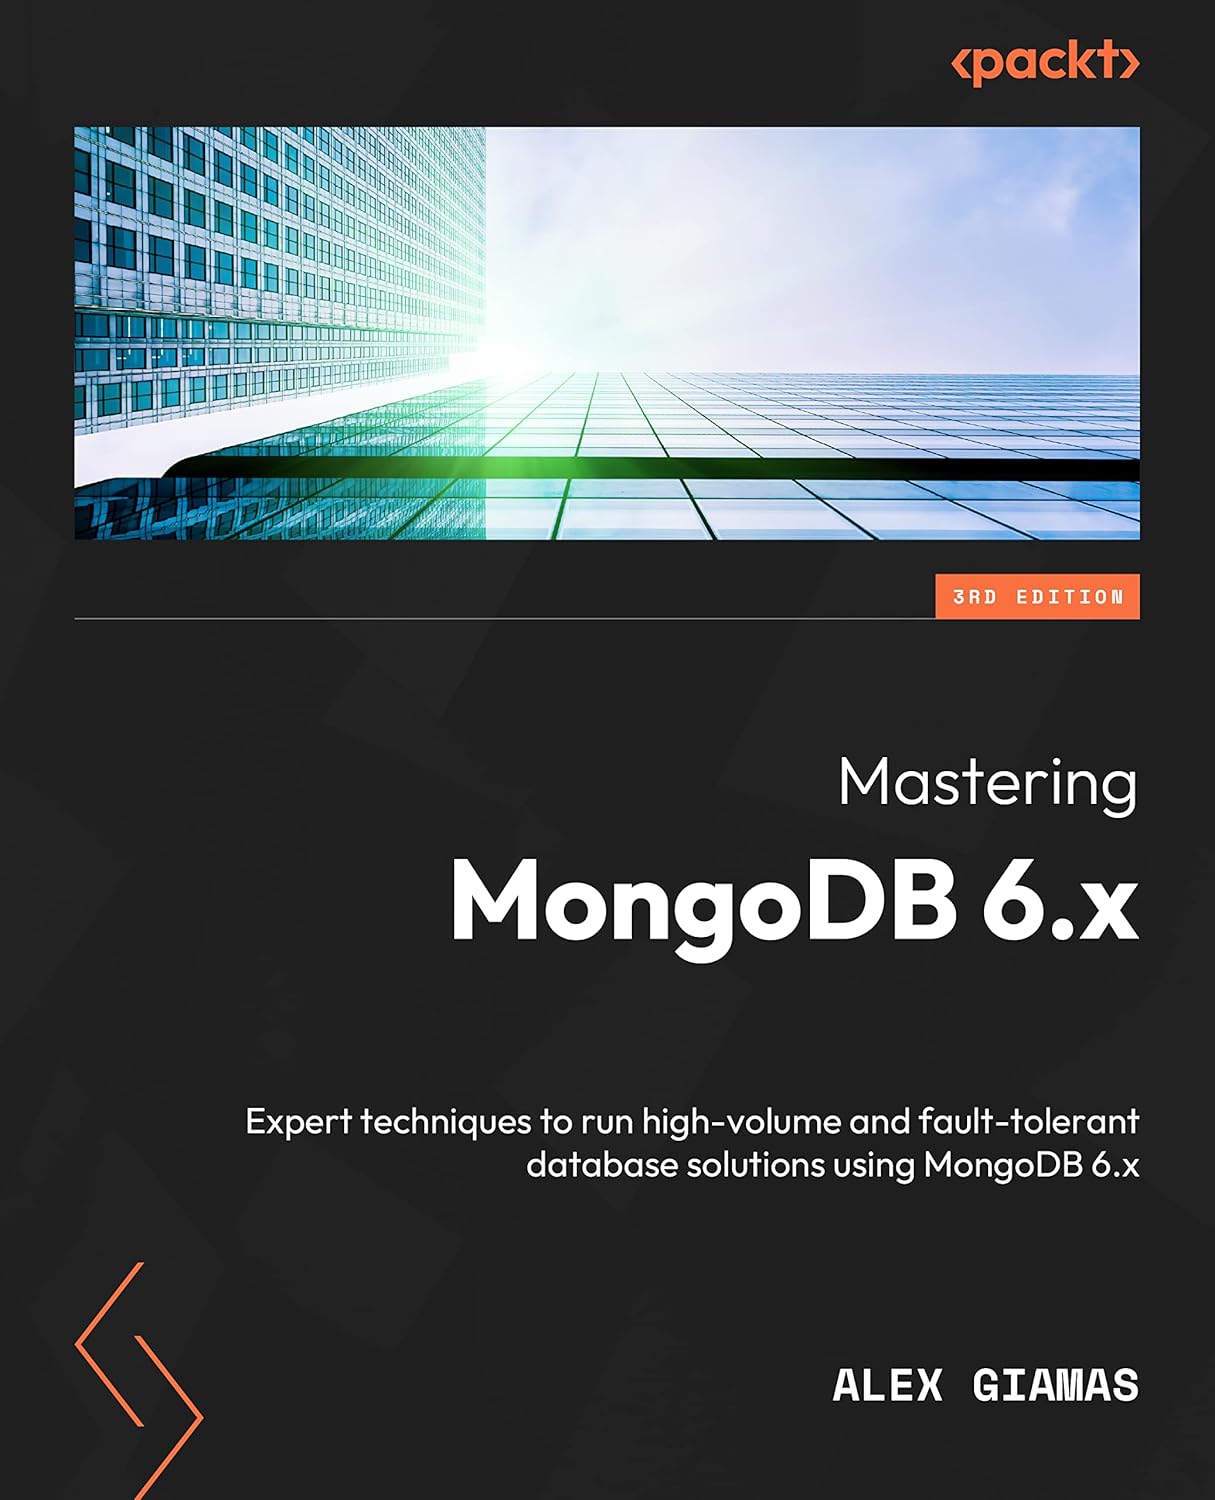 <packt>
3RD EDITION
Mastering
MongoDB 6.x
Expert techniques to run high-volume and fault-tolerant
database solutions using MongoDB 6.x
ALEX GIAMAS